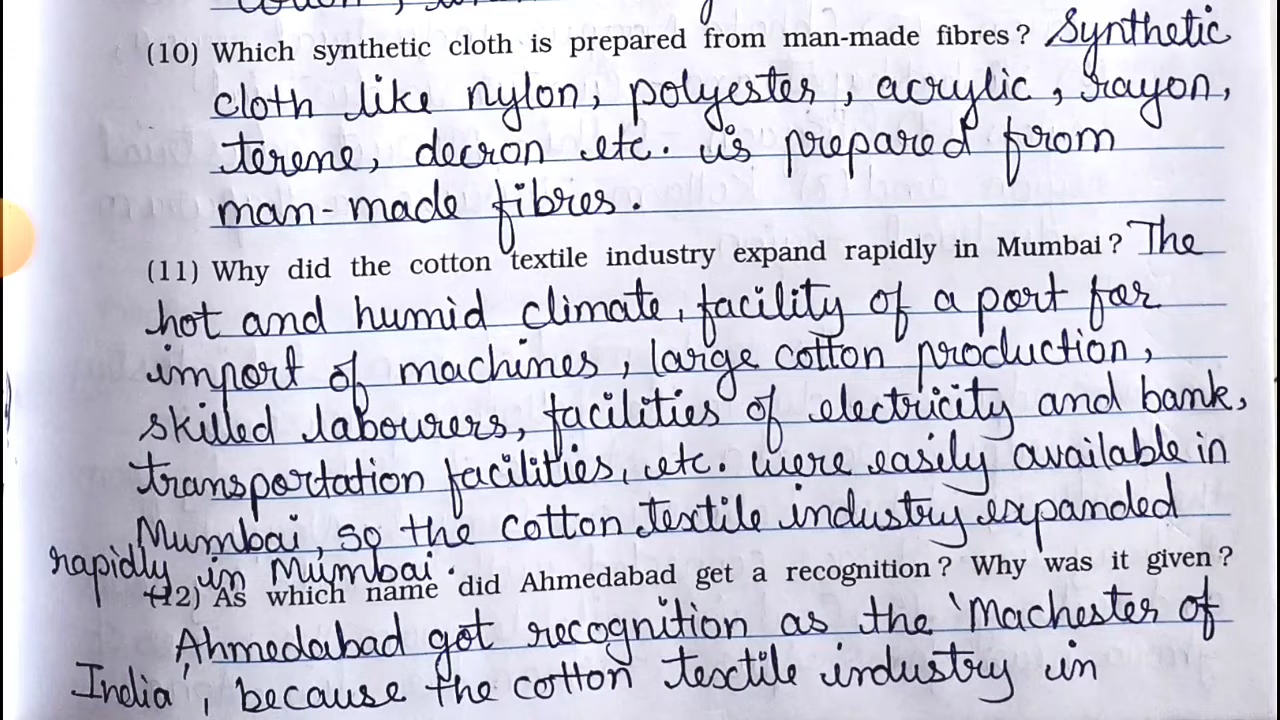 (10) Which synthetic cloth is prepared from man-made fibres? Synthetic
cloth like nylon, polyester, acrylic, rayon,
terene, decron etc. is prepared from
man-made fibres.
(11) Why did the cotton textile industry expand rapidly in Mumbai? The
hot and humid climate, facility of a port for
import of machines, large cotton production,
skilled labourers, facilities of electricity and bank,
transportation facilities, etc. were easily available in
Mumbai, so the cotton textile industry expanded
rapidly in Mumbai.
(12) As which name did Ahmedabad get a recognition? Why was it given?
Ahmedabad got recognition as the 'Machester of
India', because the cotton textile industry in